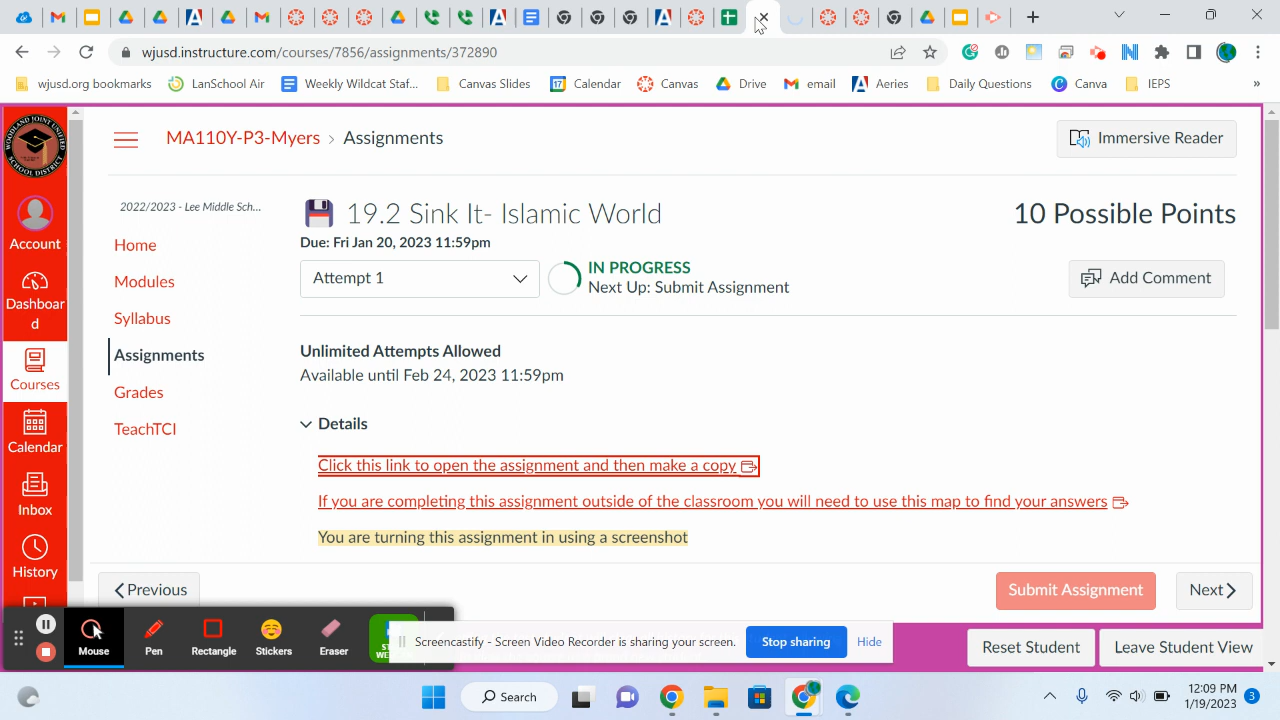 wjusd.instructure.com/courses/7856/assignments/372890
wjusd.org bookmarks LanSchool Air Weekly Wildcat Staf... Canvas Slides Calendar Canvas Drive email Aeries Daily Questions Canva IEPS »
MA110Y-P3-Myers › Assignments
Immersive Reader
2022/2023 - Lee Middle Sch...
19.2 Sink It- Islamic World
10 Possible Points
Due: Fri Jan 20, 2023 11:59pm
Attempt 1
IN PROGRESS
Next Up: Submit Assignment
Add Comment
Account
Dashboar
d
Courses
Calendar
Inbox
History
Home
Modules
Syllabus
Assignments
Grades
TeachTCI
Unlimited Attempts Allowed
Available until Feb 24, 2023 11:59pm
Details
Click this link to open the assignment and then make a copy
If you are completing this assignment outside of the classroom you will need to use this map to find your answers
You are turning this assignment in using a screenshot
Previous
Submit Assignment
Next
Mouse Pen Rectangle Stickers Eraser
Screencastify - Screen Video Recorder is sharing your screen. Stop sharing Hide
Reset Student
Leave Student View
Search
12:09 PM
1/19/2023
3